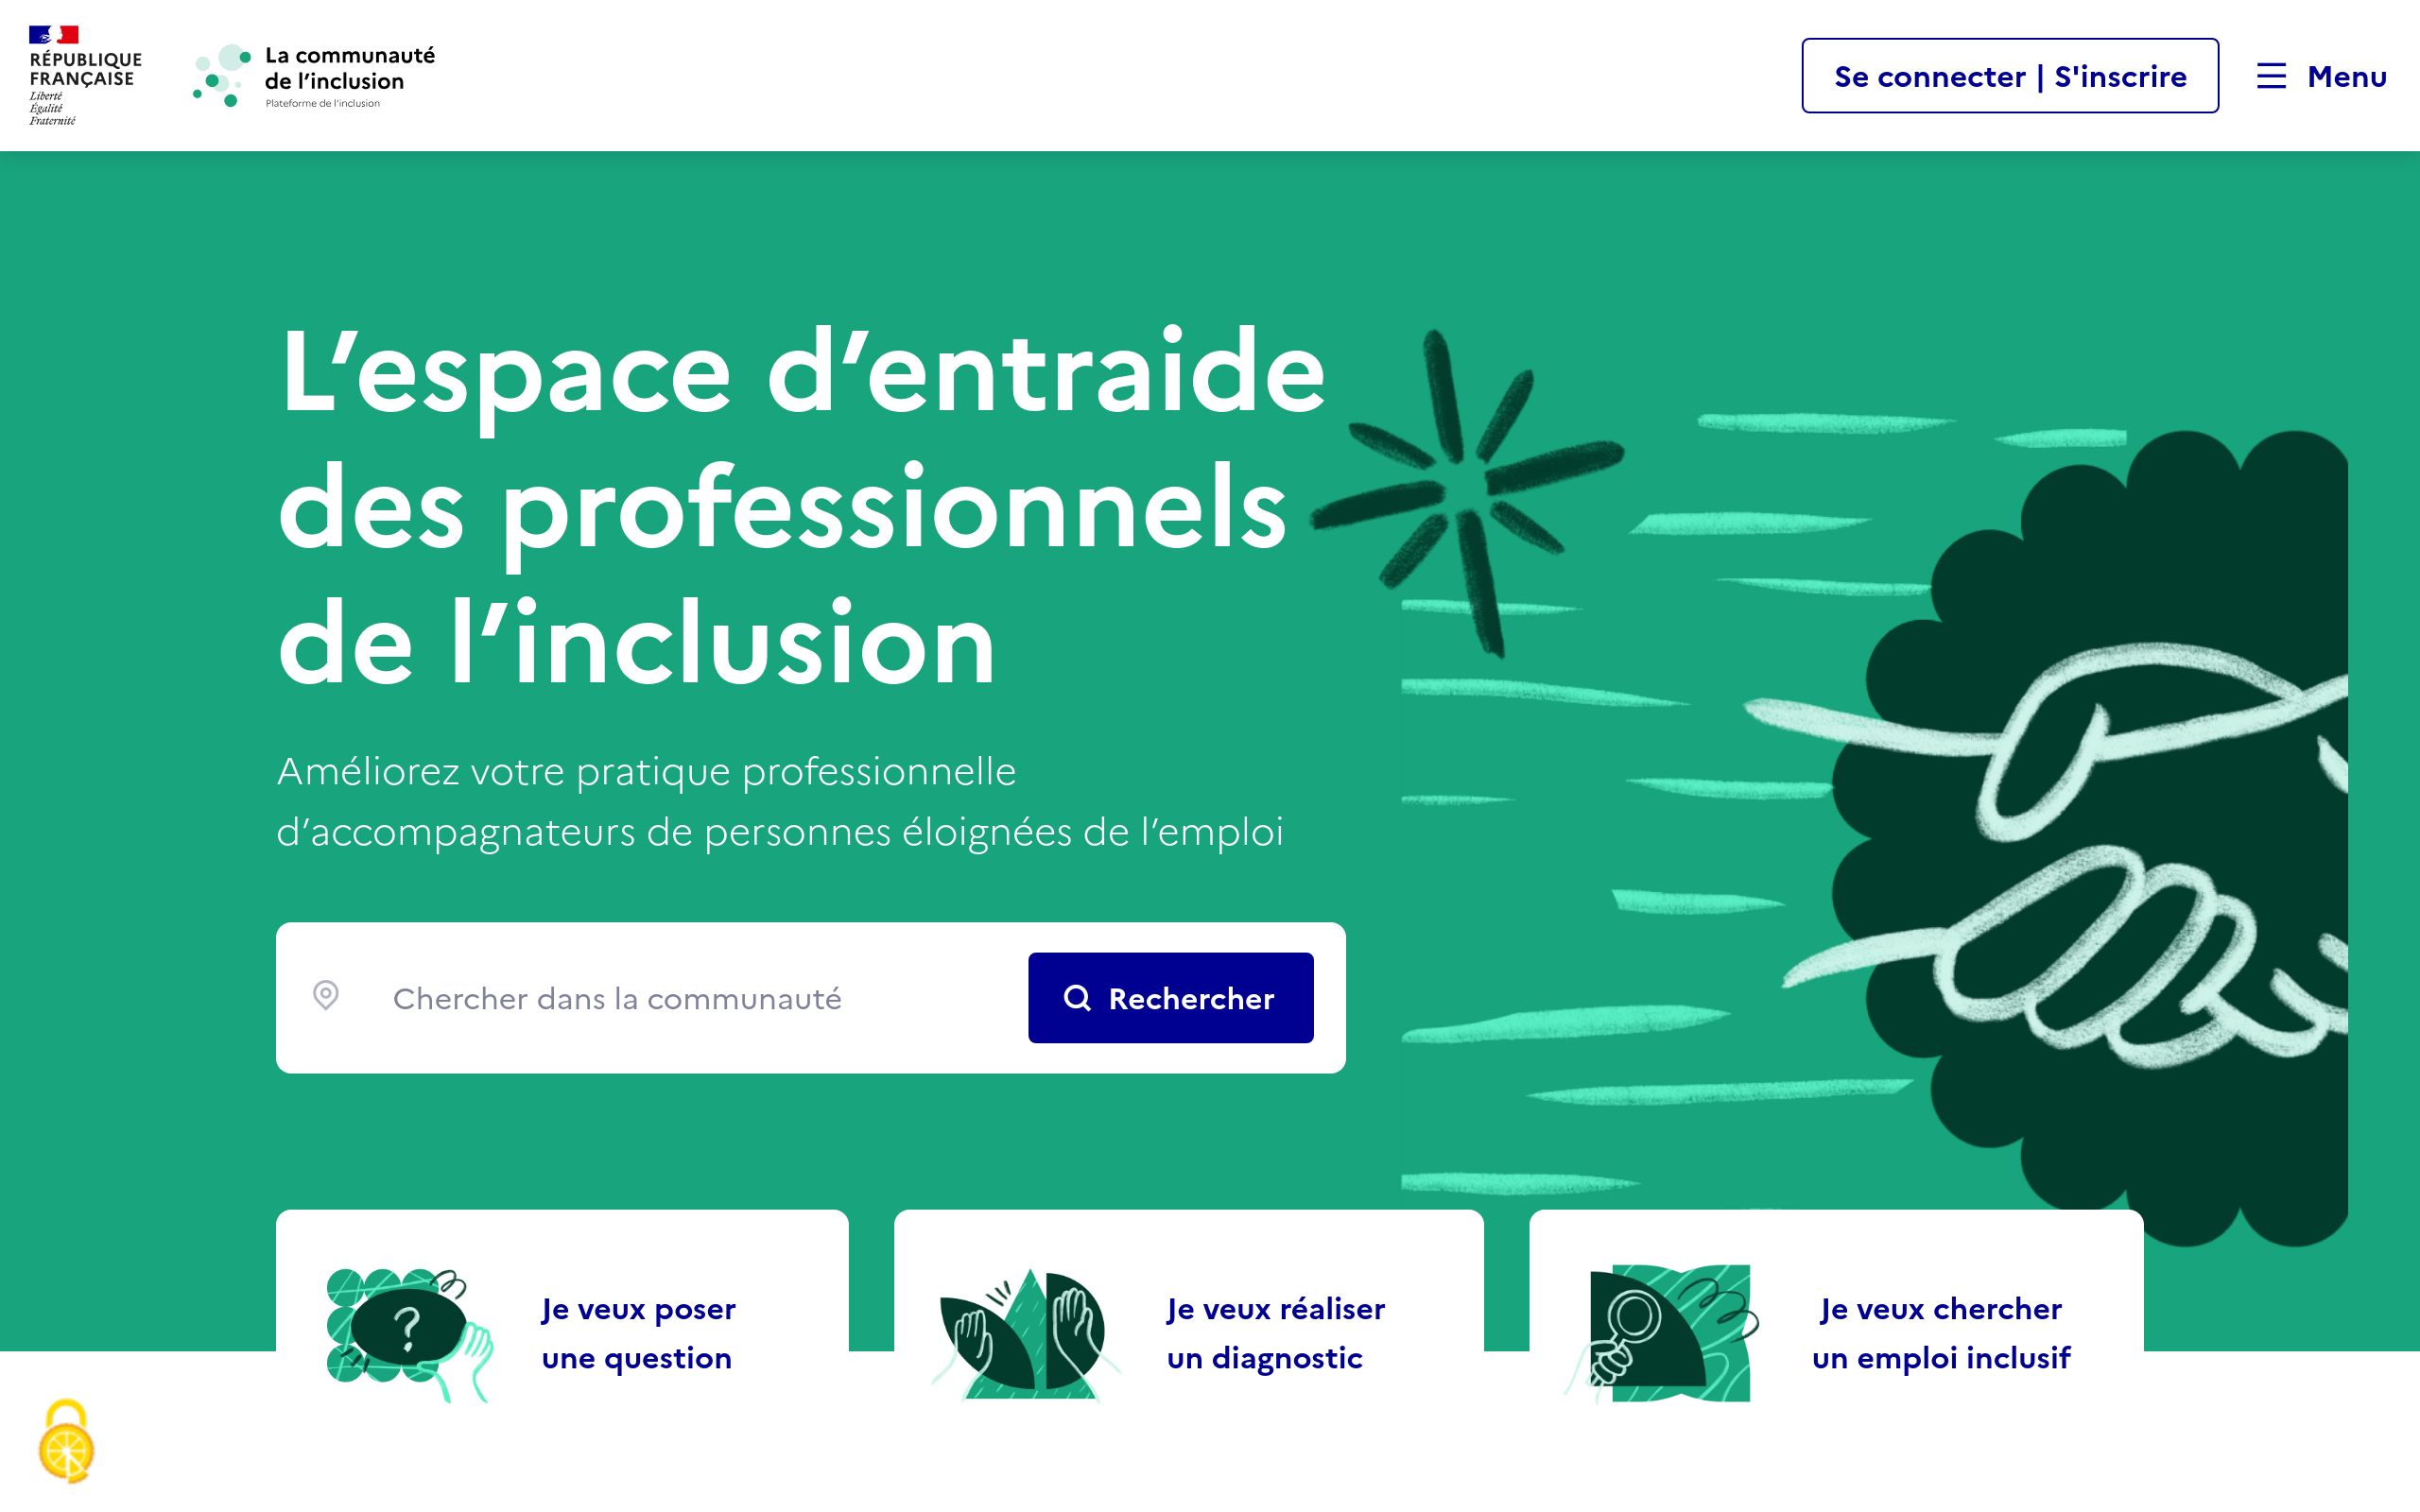 RÉPUBLIQUE
FRANÇAISE
Liberté
Égalité
Fraternité
La communauté
de l’inclusion
Plateforme de l’inclusion
Se connecter | S'inscrire
Menu
L’espace d’entraide
des professionnels
de l’inclusion
Améliorez votre pratique professionnelle
d’accompagnateurs de personnes éloignées de l’emploi
Chercher dans la communauté
Rechercher
?
Je veux poser
une question
Je veux réaliser
un diagnostic
Je veux chercher
un emploi inclusif